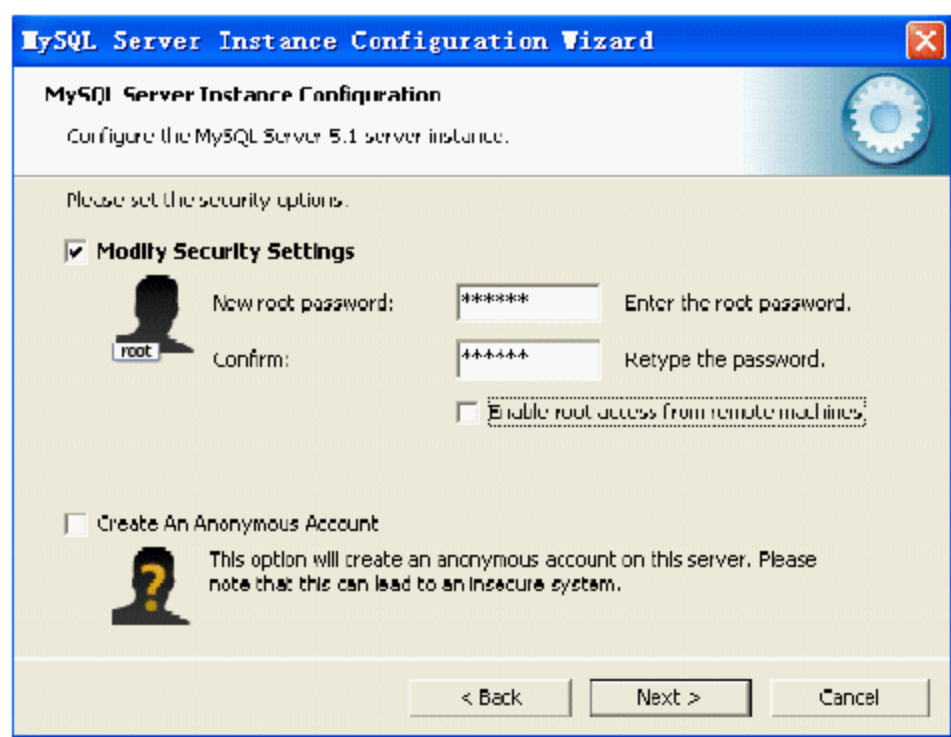 MySQL Server Instance Configuration Wizard
MySQL Server Instance Configuration
Configure the MySQL Server 5.1 server instance.
Please set the security options.
Modify Security Settings
root
New root password:
******
Enter the root password.
Confirm:
******
Retype the password.
Enable root access from remote machines
Create An Anonymous Account
This option will create an anonymous account on this server. Please
note that this can lead to an insecure system.
< Back
Next >
Cancel